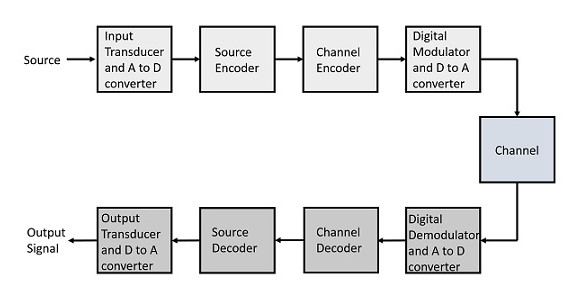 Source
Input
Transducer
and A to D
converter
Source
Encoder
Channel
Encoder
Digital
Modulator
and D to A
converter
Channel
Output
Signal
Output
Transducer
and D to A
converter
Source
Decoder
Channel
Decoder
Digital
Demodulator
and A to D
converter